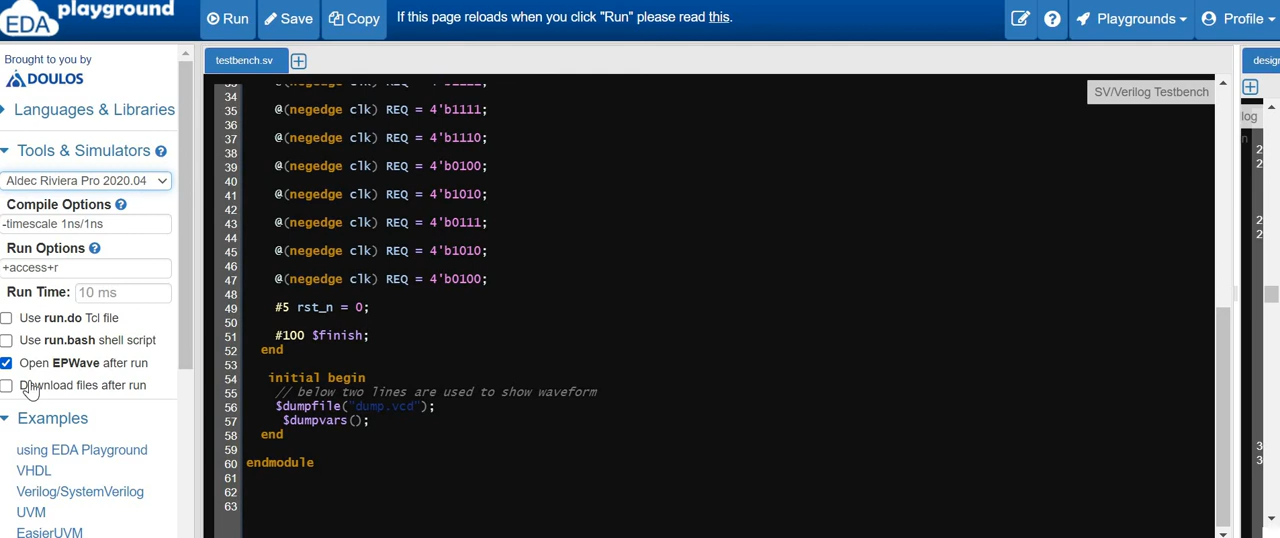 EDA playground
Run
Save
Copy
If this page reloads when you click "Run" please read this.
Playgrounds
Profile
Brought to you by
DOULOS
Languages & Libraries
Tools & Simulators
Aldec Riviera Pro 2020.04
Compile Options
-timescale 1ns/1ns
Run Options
+access+r
Run Time: 10 ms
Use run.do Tcl file
Use run.bash shell script
Open EPWave after run
Download files after run
Examples
using EDA Playground
VHDL
Verilog/SystemVerilog
UVM
EasierUVM
testbench.sv
SV/Verilog Testbench
34
35 @(negedge clk) REQ = 4'b1111;
36
37 @(negedge clk) REQ = 4'b1110;
38
39 @(negedge clk) REQ = 4'b0100;
40
41 @(negedge clk) REQ = 4'b1010;
42
43 @(negedge clk) REQ = 4'b0111;
44
45 @(negedge clk) REQ = 4'b1010;
46
47 @(negedge clk) REQ = 4'b0100;
48
49 #5 rst_n = 0;
50
51 #100 $finish;
52 end
53
54 initial begin
55 // below two lines are used to show waveform
56 $dumpfile("dump.vcd");
57 $dumpvars();
58 end
59
60 endmodule
61
62
63